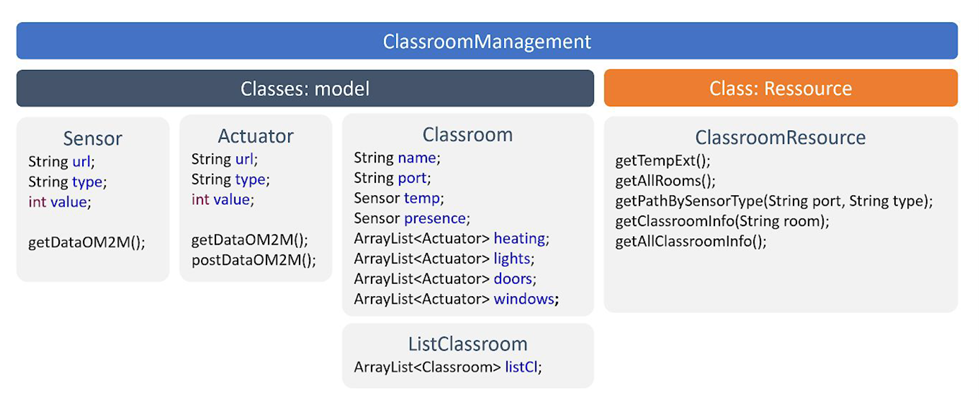 ClassroomManagement
Classes: model
Class: Ressource
Sensor
String url;
String type;
int value;
getDataOM2M();
Actuator
String url;
String type;
int value;
getDataOM2M();
postDataOM2M();
Classroom
String name;
String port;
Sensor temp;
Sensor presence;
ArrayList<Actuator> heating;
ArrayList<Actuator> lights;
ArrayList<Actuator> doors;
ArrayList<Actuator> windows;
ListClassroom
ArrayList<Classroom> listCl;
ClassroomResource
getTempExt();
getAllRooms();
getPathBySensorType(String port, String type);
getClassroomInfo(String room);
getAllClassroomInfo();